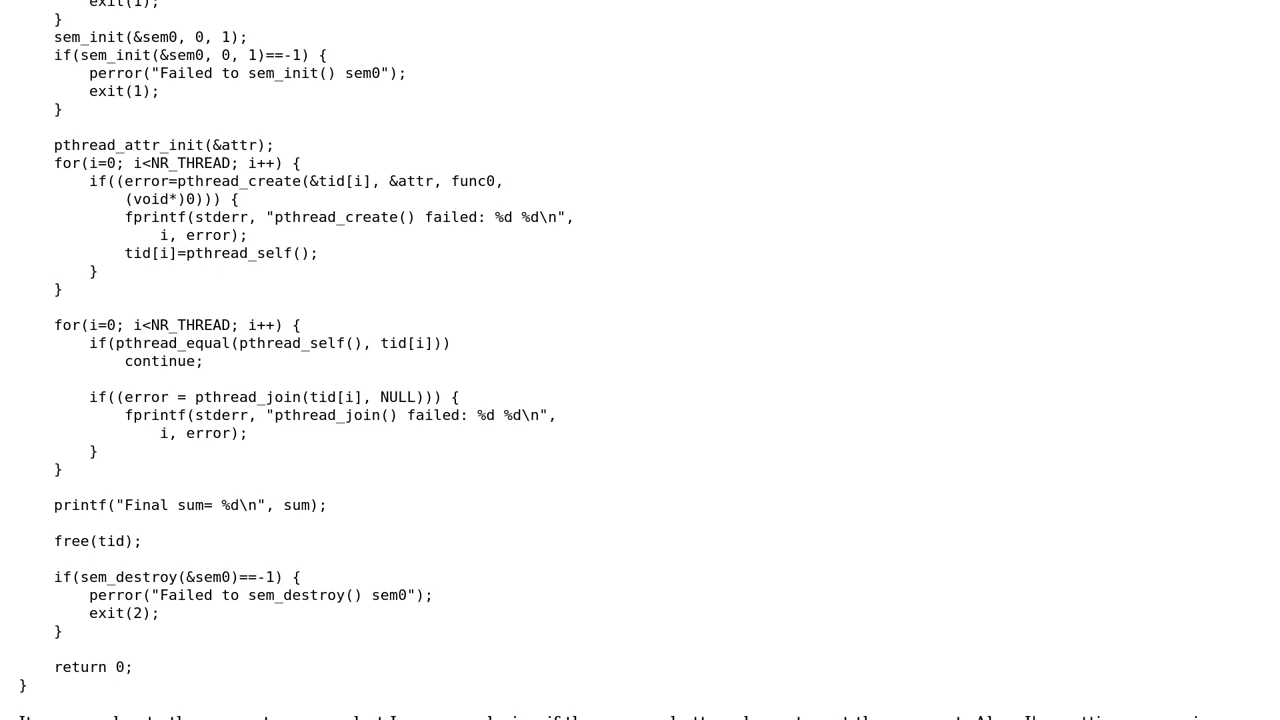 exit(1);
}
sem_init(&sem0, 0, 1);
if(sem_init(&sem0, 0, 1)==-1) {
perror("Failed to sem_init() sem0");
exit(1);
}
pthread_attr_init(&attr);
for(i=0; i<NR_THREAD; i++) {
if((error=pthread_create(&tid[i], &attr, func0,
(void*)0))) {
fprintf(stderr, "pthread_create() failed: %d %d\n",
i, error);
tid[i]=pthread_self();
}
}
for(i=0; i<NR_THREAD; i++) {
if(pthread_equal(pthread_self(), tid[i]))
continue;
if((error = pthread_join(tid[i], NULL))) {
fprintf(stderr, "pthread_join() failed: %d %d\n",
i, error);
}
}
printf("Final sum= %d\n", sum);
free(tid);
if(sem_destroy(&sem0)==-1) {
perror("Failed to sem_destroy() sem0");
exit(2);
}
return 0;
}